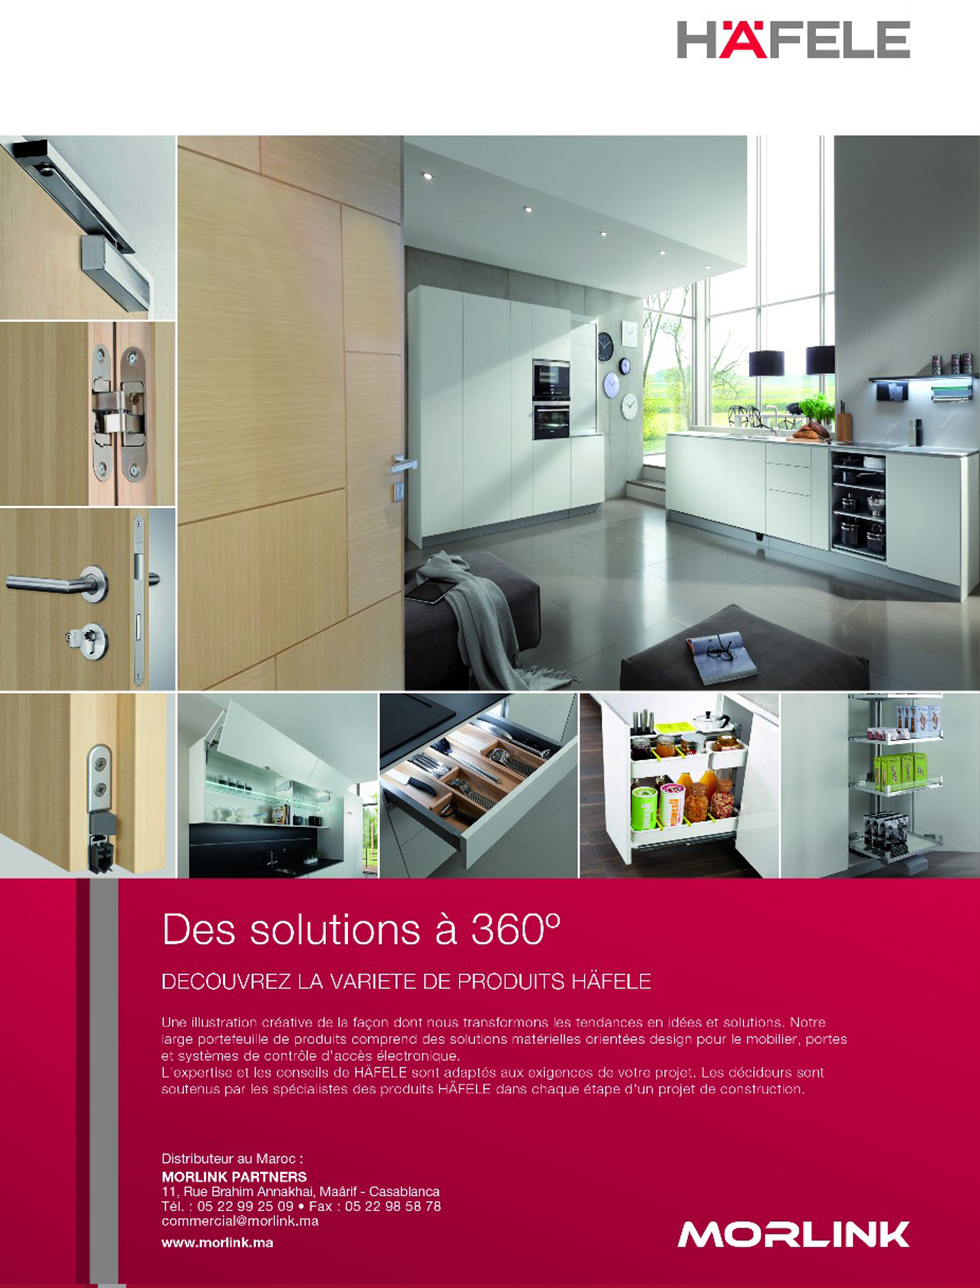 HÄFELE
Des solutions à 360º
DECOUVREZ LA VARIETE DE PRODUITS HÄFELE
Une illustration créative de la façon dont nous transformons les tendances en idées et solutions. Notre
large portefeuille de produits comprend des solutions matérielles orientées design pour le mobilier, portes
et systèmes de contrôle d'accès électronique.
L'expertise et les conseils de HÄFELE sont adaptés aux exigences de votre projet. Les décideurs sont
soutenus par les spécialistes des produits HÄFELE dans chaque étape d'un projet de construction.
Distributeur au Maroc :
MORLINK PARTNERS
11, Rue Brahim Annakhai, Maârif - Casablanca
Tél. : 05 22 99 25 09 • Fax : 05 22 98 58 78
commercial@morlink.ma
www.morlink.ma
MORLINK